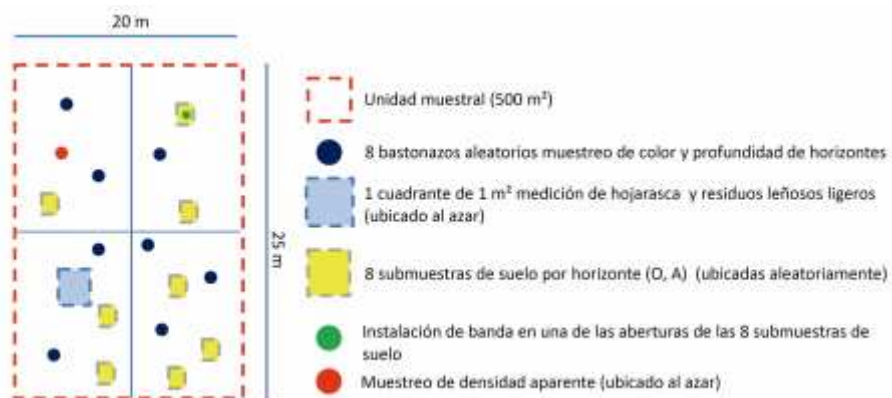 20 m
25 m
Unidad muestral (500 m²)
8 bastonazos aleatorios muestreo de color y profundidad de horizontes
1 cuadrante de 1 m² medición de hojarasca y residuos leñosos ligeros
(ubicado al azar)
8 submuestras de suelo por horizonte (O, A) (ubicadas aleatoriamente)
Instalación de banda en una de las aberturas de las 8 submuestras de
suelo
Muestreo de densidad aparente (ubicado al azar)